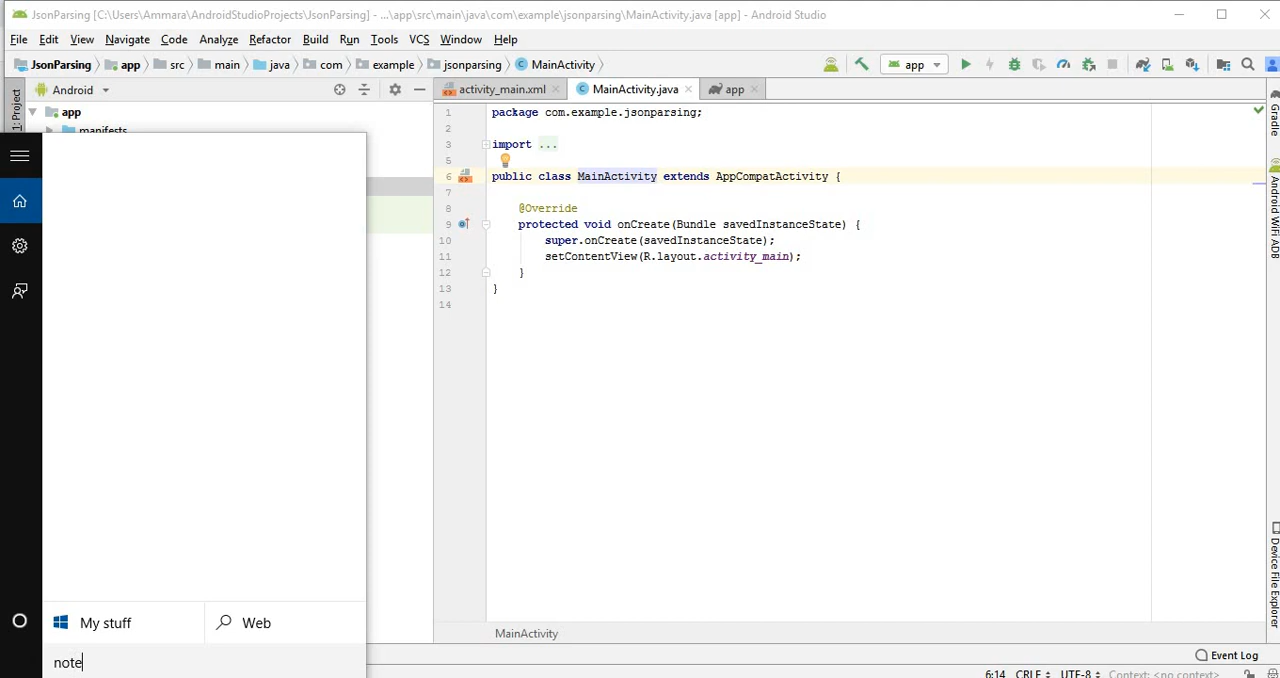 JsonParsing [C:\Users\Ammara\AndroidStudioProjects\JsonParsing] - ...\app\src\main\java\com\example\jsonparsing\MainActivity.java [app] - Android Studio
File Edit View Navigate Code Analyze Refactor Build Run Tools VCS Window Help
JsonParsing app src main java com example jsonparsing MainActivity app
1: Project
Android
activity_main.xml MainActivity.java app
app
manifests
1 package com.example.jsonparsing;
2
3 import ...
5
6 public class MainActivity extends AppCompatActivity {
7
8 @Override
9 protected void onCreate(Bundle savedInstanceState) {
10 super.onCreate(savedInstanceState);
11 setContentView(R.layout.activity_main);
12 }
13 }
14
Gradle
Android WiFi ADB
Device File Explorer
My stuff Web
note
MainActivity
Event Log
6:14 CRLF UTF-8 Context: <no context>